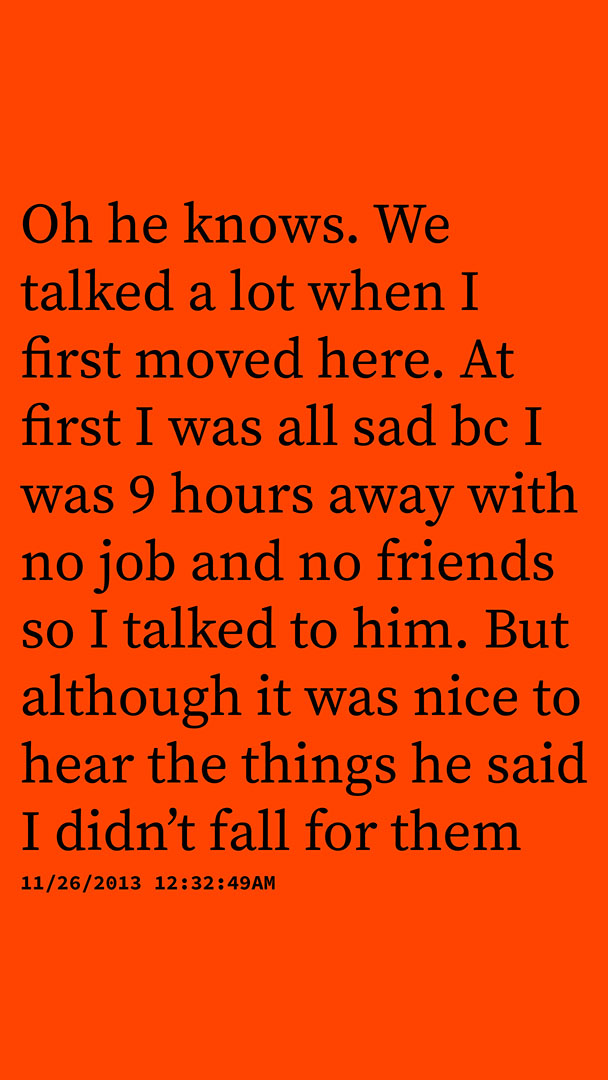 Oh he knows. We
talked a lot when I
first moved here. At
first I was all sad bc I
was 9 hours away with
no job and no friends
so I talked to him. But
although it was nice to
hear the things he said
I didn’t fall for them
11/26/2013 12:32:49AM